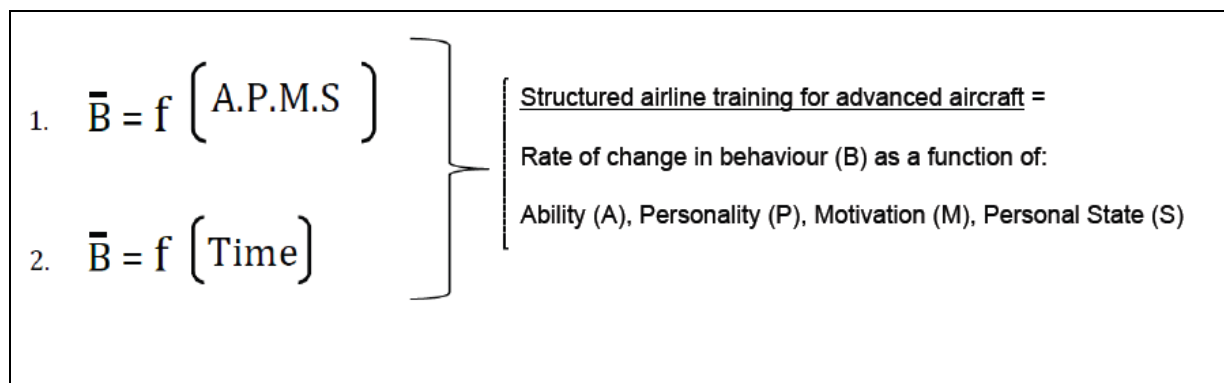 1. B̄ = f (A.P.M.S)
2. B̄ = f (Time)
Structured airline training for advanced aircraft =
Rate of change in behaviour (B) as a function of:
Ability (A), Personality (P), Motivation (M), Personal State (S)